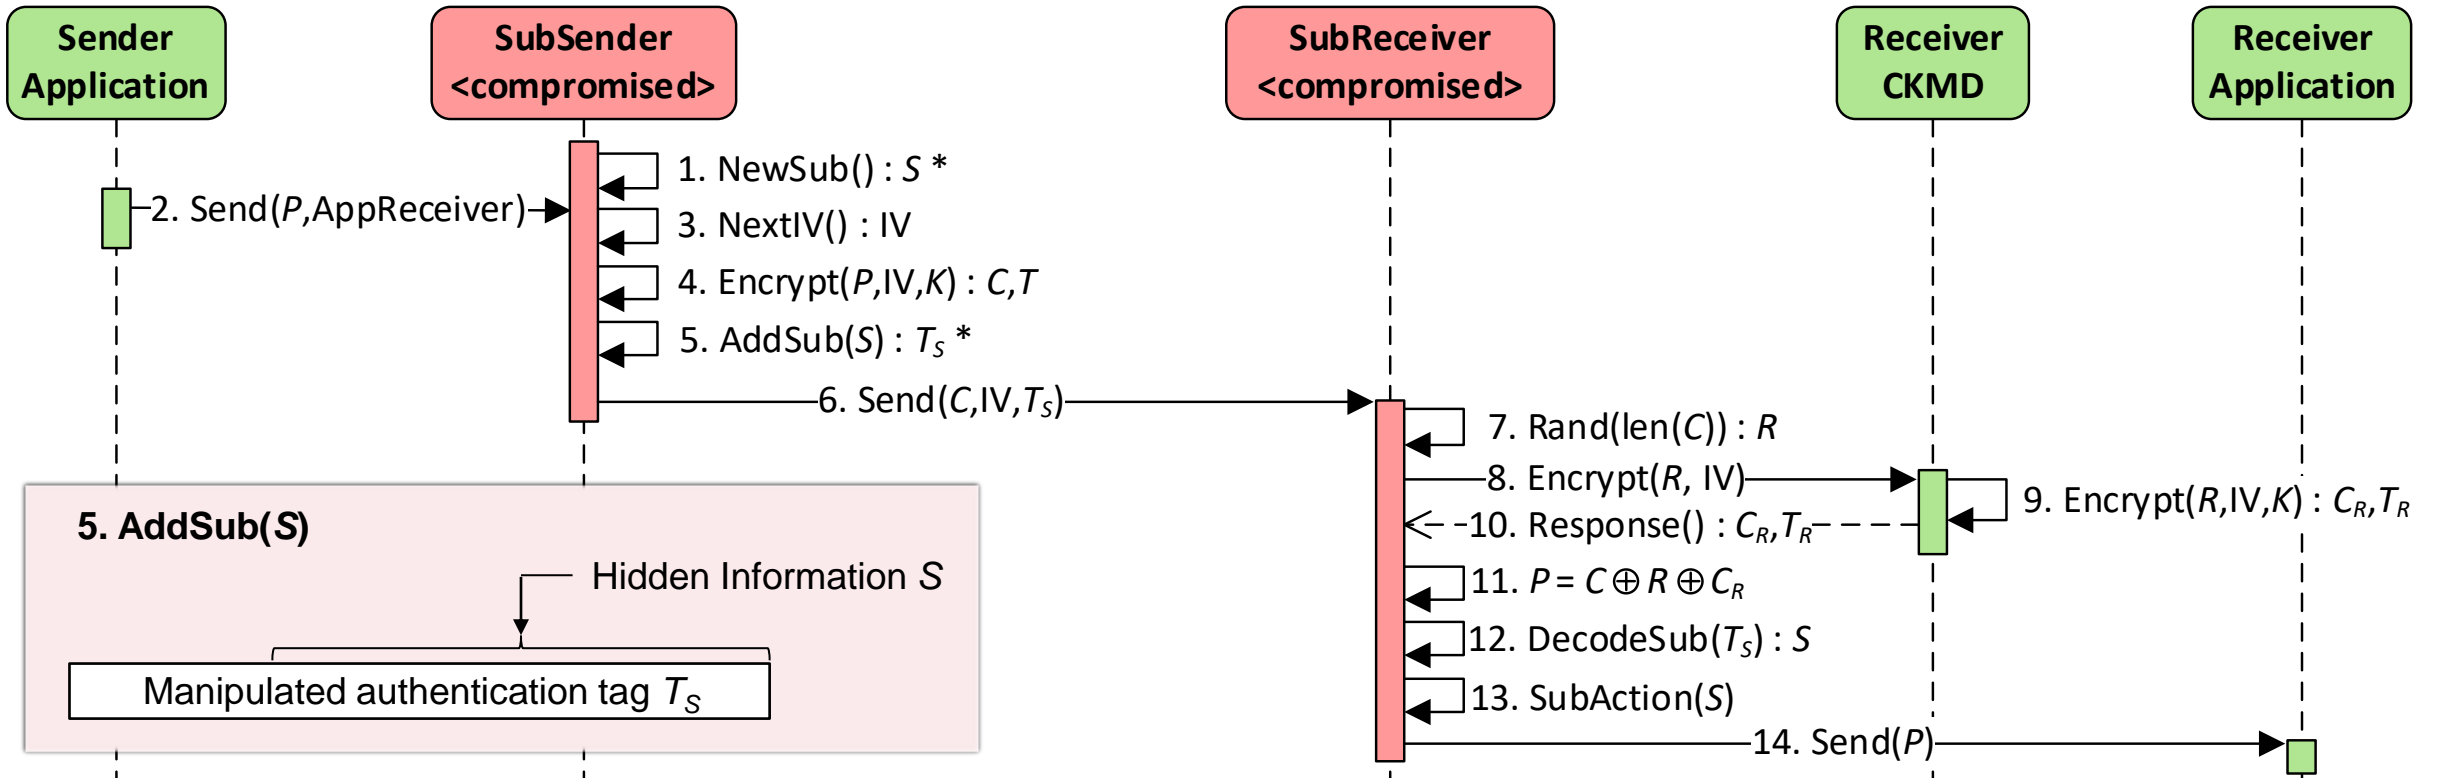 Sender
Application
SubSender
<compromised>
SubReceiver
<compromised>
Receiver
CKMD
Receiver
Application
1. NewSub() : S *
2. Send(P,AppReceiver)
3. NextIV() : IV
4. Encrypt(P,IV,K) : C,T
5. AddSub(S) : T_S *
6. Send(C,IV,T_S)
7. Rand(len(C)) : R
8. Encrypt(R, IV)
9. Encrypt(R,IV,K) : C_R,T_R
10. Response() : C_R,T_R
11. P = C ⊕ R ⊕ C_R
12. DecodeSub(T_S) : S
13. SubAction(S)
14. Send(P)
5. AddSub(S)
Hidden Information S
Manipulated authentication tag T_S